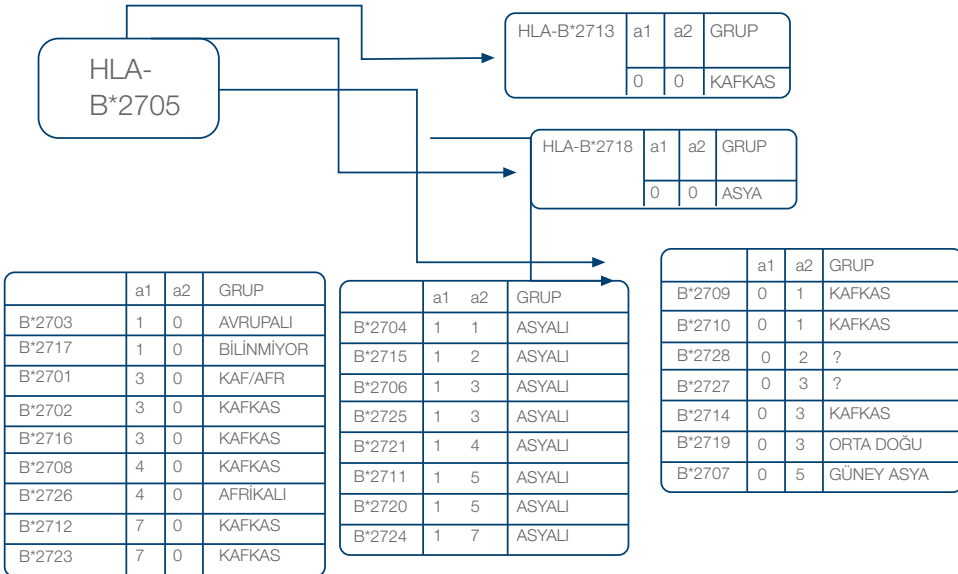 HLA-
B*2705
HLA-B*2713 a1 a2 GRUP
0 0 KAFKAS
HLA-B*2718 a1 a2 GRUP
0 0 ASYA
a1 a2 GRUP
B*2703 1 0 AVRUPALI
B*2717 1 0 BİLİNMİYOR
B*2701 3 0 KAF/AFR
B*2702 3 0 KAFKAS
B*2716 3 0 KAFKAS
B*2708 4 0 KAFKAS
B*2726 4 0 AFRİKALI
B*2712 7 0 KAFKAS
B*2723 7 0 KAFKAS
a1 a2 GRUP
B*2704 1 1 ASYALI
B*2715 1 2 ASYALI
B*2706 1 3 ASYALI
B*2725 1 3 ASYALI
B*2721 1 4 ASYALI
B*2711 1 5 ASYALI
B*2720 1 5 ASYALI
B*2724 1 7 ASYALI
a1 a2 GRUP
B*2709 0 1 KAFKAS
B*2710 0 1 KAFKAS
B*2728 0 2 ?
B*2727 0 3 ?
B*2714 0 3 KAFKAS
B*2719 0 3 ORTA DOĞU
B*2707 0 5 GÜNEY ASYA